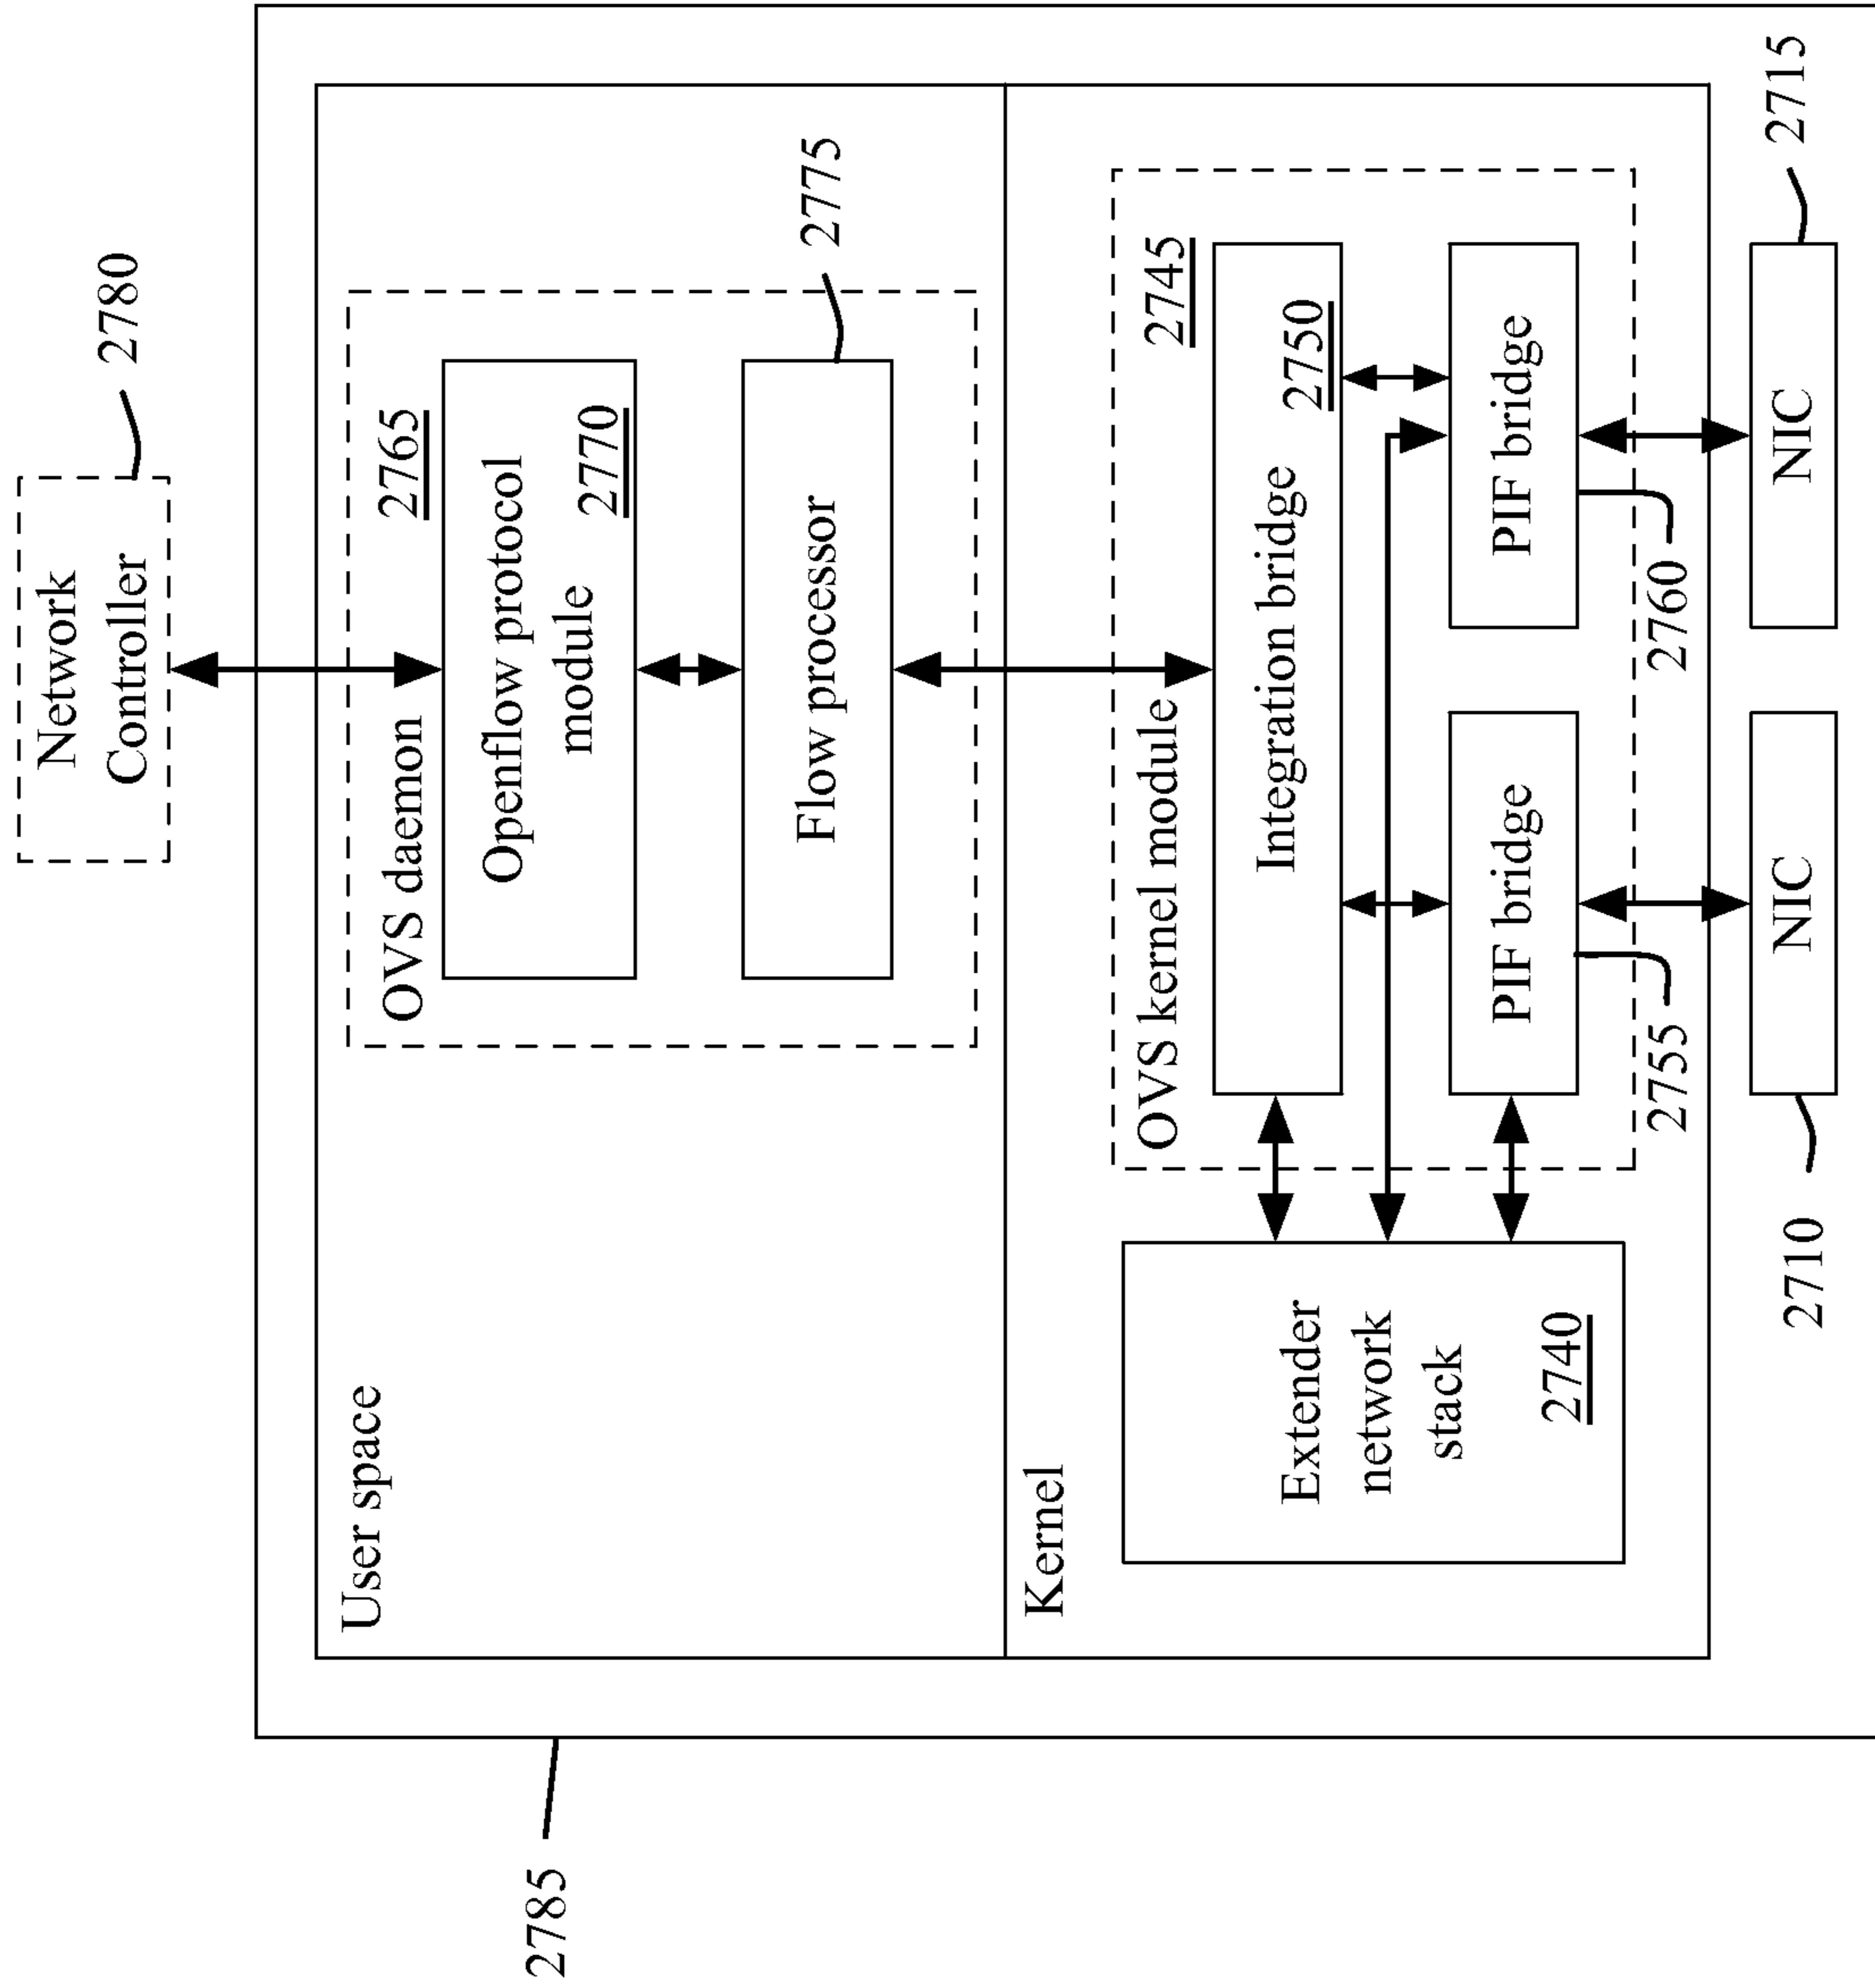 Network
Controller
2780
2785
User space
OVS daemon
2765
Openflow protocol
module
2770
Flow processor
2775
Kernel
OVS kernel module
2745
Integration bridge
2750
Extender
network
stack
2740
PIF bridge
PIF bridge
2755
2760
NIC
NIC
2710
2715